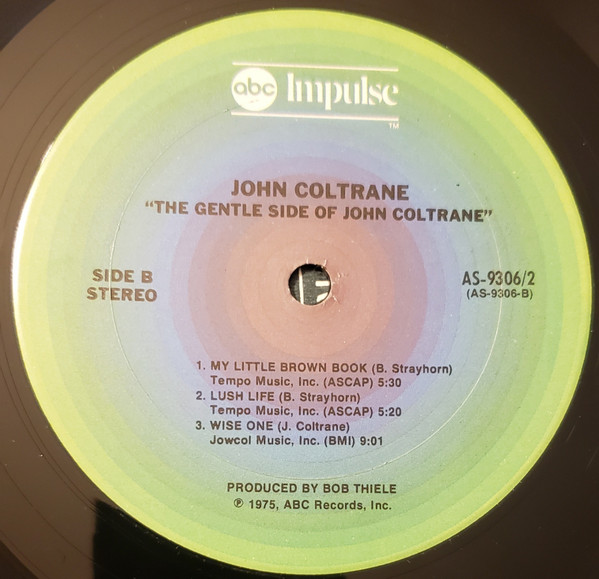 abc Impulse
TM
JOHN COLTRANE
"THE GENTLE SIDE OF JOHN COLTRANE"
SIDE B
STEREO
AS-9306/2
(AS-9306-B)
1. MY LITTLE BROWN BOOK (B. Strayhorn)
Tempo Music, Inc. (ASCAP) 5:30
2. LUSH LIFE (B. Strayhorn)
Tempo Music, Inc. (ASCAP) 5:20
3. WISE ONE (J. Coltrane)
Jowcol Music, Inc. (BMI) 9:01
PRODUCED BY BOB THIELE
℗ 1975, ABC Records, Inc.